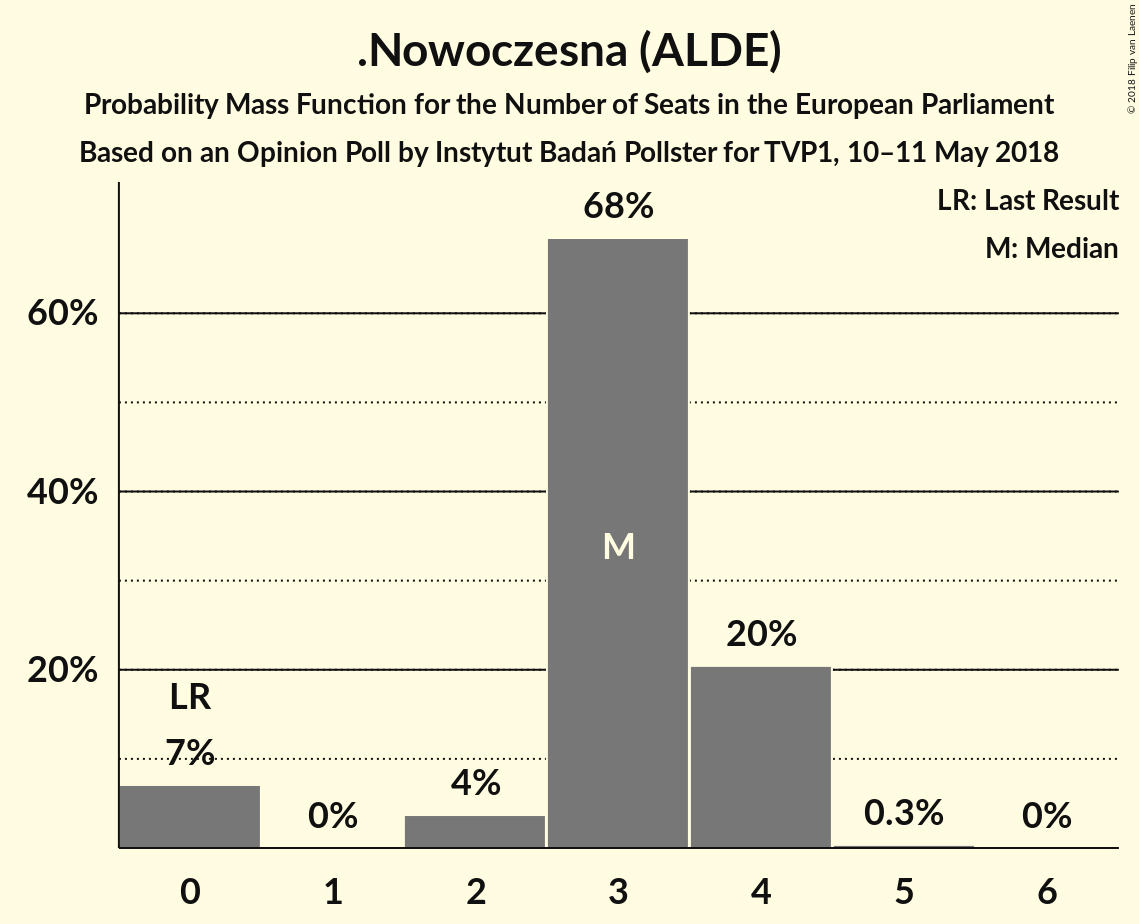 .Nowoczesna (ALDE)
Probability Mass Function for the Number of Seats in the European Parliament
Based on an Opinion Poll by Instytut Badań Pollster for TVP1, 10–11 May 2018
© 2018 Filip van Laenen
LR: Last Result
M: Median
68%
60%
40%
M
20%
20%
LR
7%
0%
4%
0.3%
0%
0 1 2 3 4 5 6